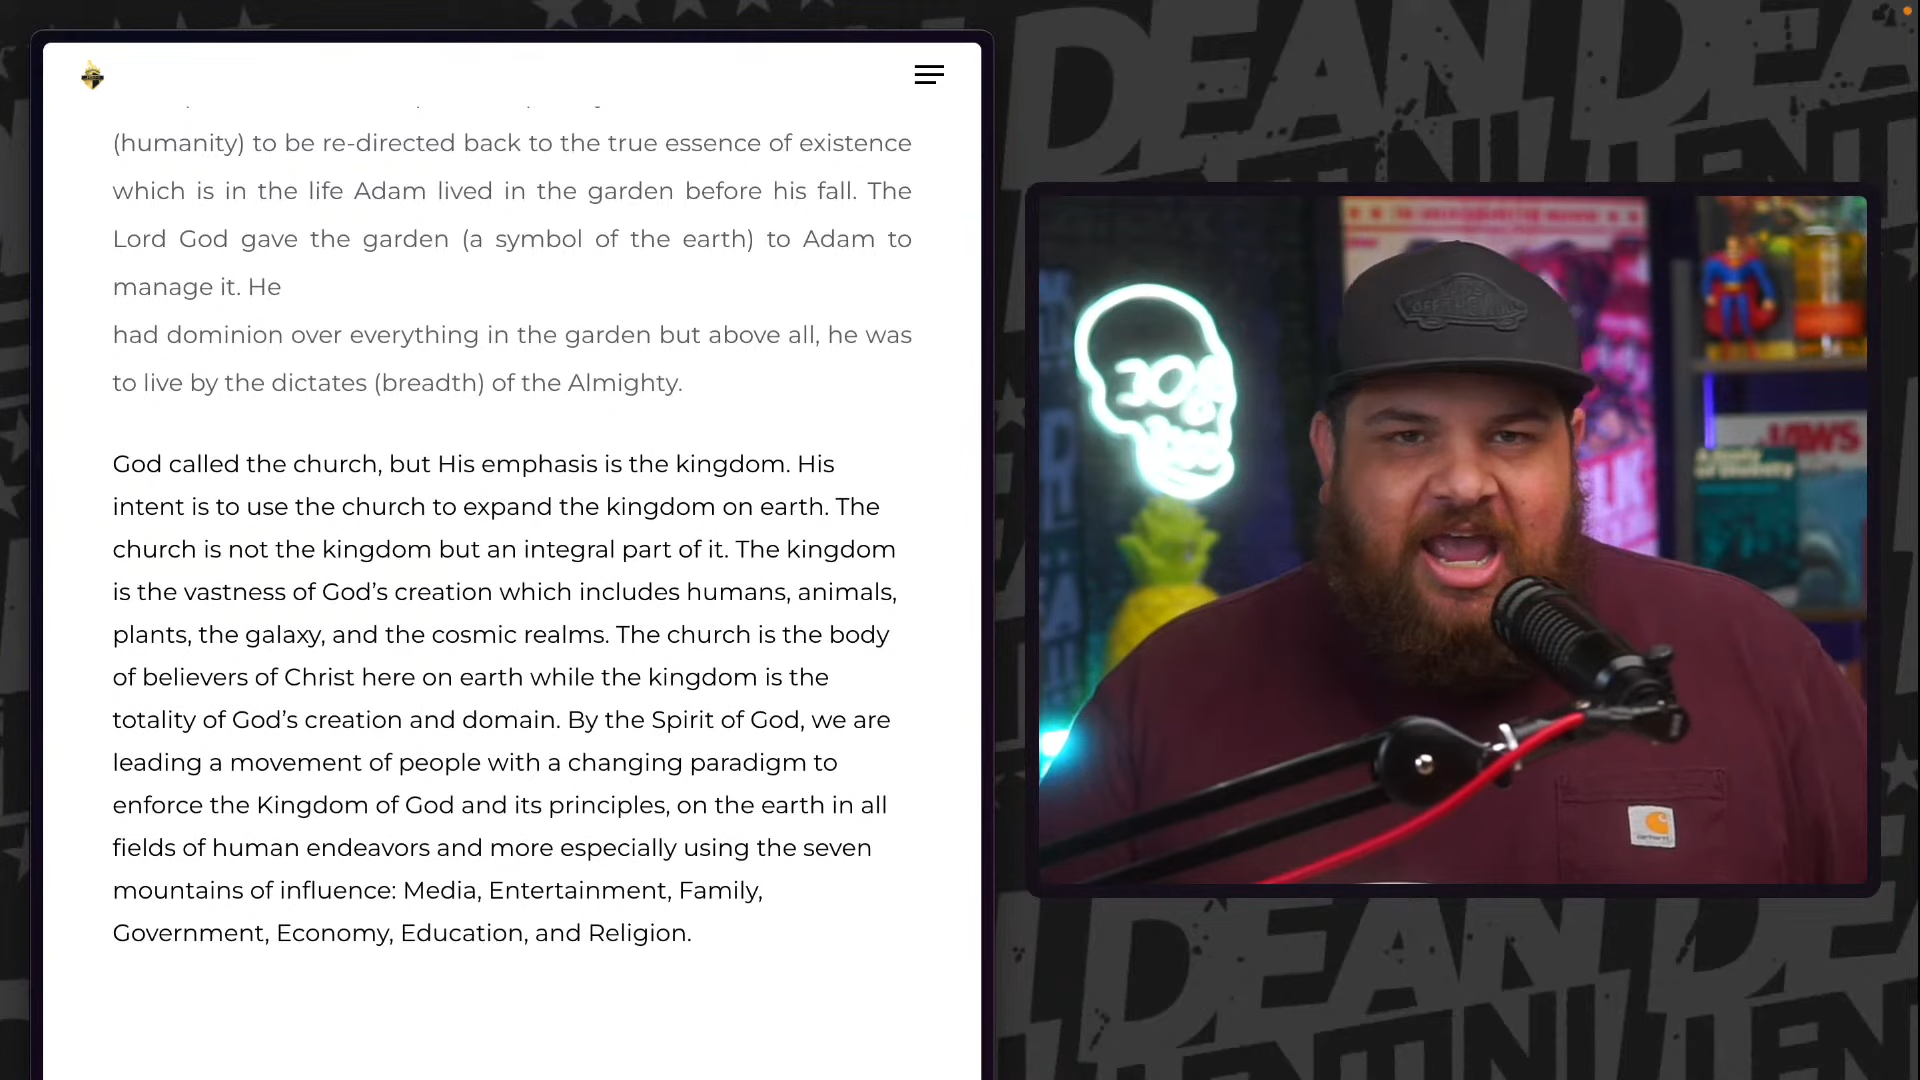 DEAN DEA
(humanity) to be re-directed back to the true essence of existence
which is in the life Adam lived in the garden before his fall. The
Lord God gave the garden (a symbol of the earth) to Adam to
manage it. He
had dominion over everything in the garden but above all, he was
to live by the dictates (breadth) of the Almighty.
God called the church, but His emphasis is the kingdom. His
intent is to use the church to expand the kingdom on earth. The
church is not the kingdom but an integral part of it. The kingdom
is the vastness of God’s creation which includes humans, animals,
plants, the galaxy, and the cosmic realms. The church is the body
of believers of Christ here on earth while the kingdom is the
totality of God’s creation and domain. By the Spirit of God, we are
leading a movement of people with a changing paradigm to
enforce the Kingdom of God and its principles, on the earth in all
fields of human endeavors and more especially using the seven
mountains of influence: Media, Entertainment, Family,
Government, Economy, Education, and Religion.
OFF THE WALL
JAWS
carhartt
DEAN DEA